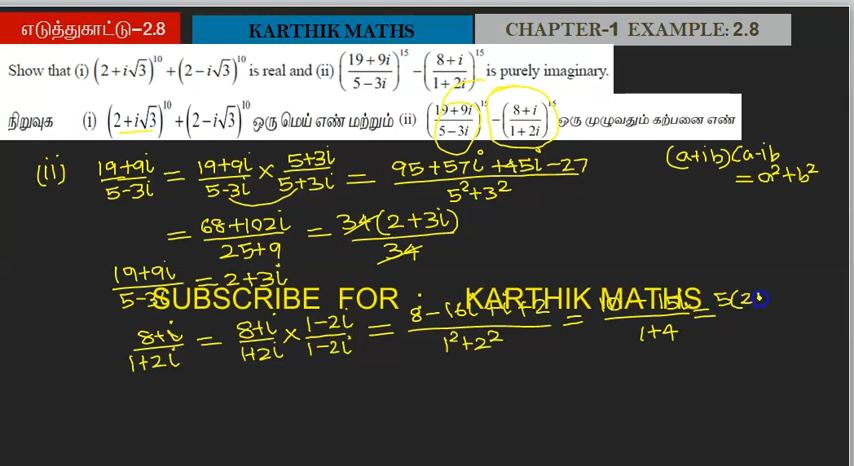 எடுத்துகாட்டு-2.8 KARTHIK MATHS CHAPTER-1 EXAMPLE: 2.8
Show that (i) (2+i√3)^10 + (2−i√3)^10 is real and (ii) ((19+9i)/(5−3i))^15 − ((8+i)/(1+2i))^15 is purely imaginary.
நிறுவுக (i) (2+i√3)^10 + (2−i√3)^10 ஒரு மெய் எண் மற்றும் (ii) ((19+9i)/(5−3i))^15 − ((8+i)/(1+2i))^15 ஒரு முழுவதும் கற்பனை எண்
(ii) (19+9i)/(5-3i) = (19+9i)/(5-3i) × (5+3i)/(5+3i) = (95+57i+45i-27)/(5²+3²)
(a+ib)(a-ib
= a²+b²
= (68+102i)/(25+9) = 34(2+3i)/34
(19+9i)/(5-3i) = 2+3i
SUBSCRIBE FOR KARTHIK MATHS
(8+i)/(1+2i) = (8+i)/(1+2i) × (1-2i)/(1-2i) = (8-16i+i+2)/(1²+2²) = (10-15i)/(1+4) = 5(2